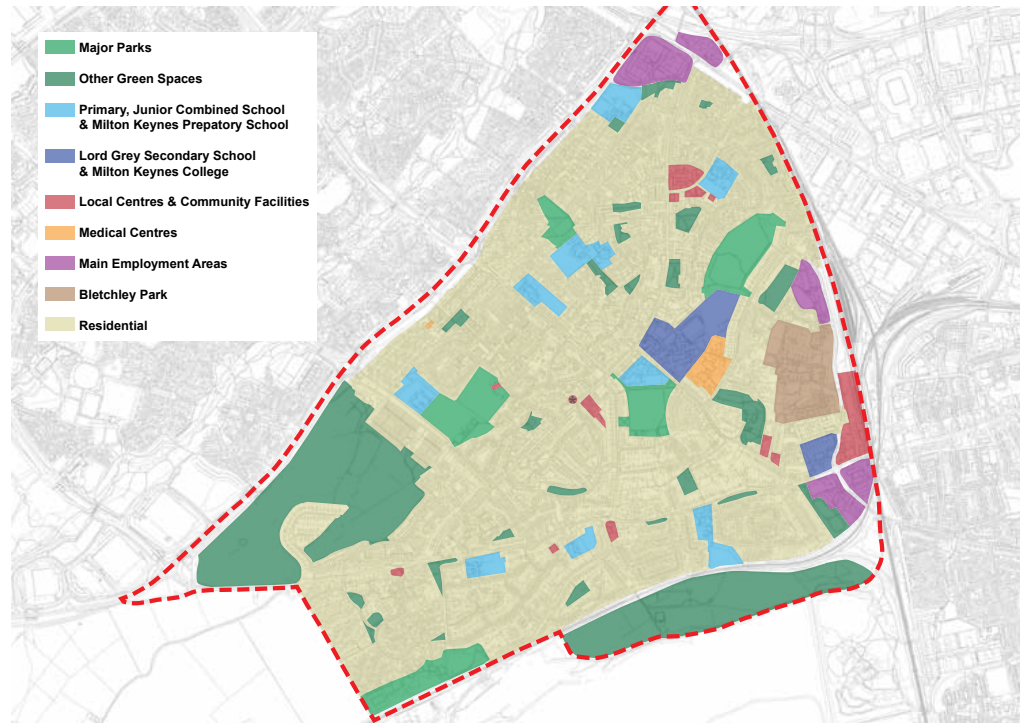 Major Parks
Other Green Spaces
Primary, Junior Combined School
& Milton Keynes Prepatory School
Lord Grey Secondary School
& Milton Keynes College
Local Centres & Community Facilities
Medical Centres
Main Employment Areas
Bletchley Park
Residential